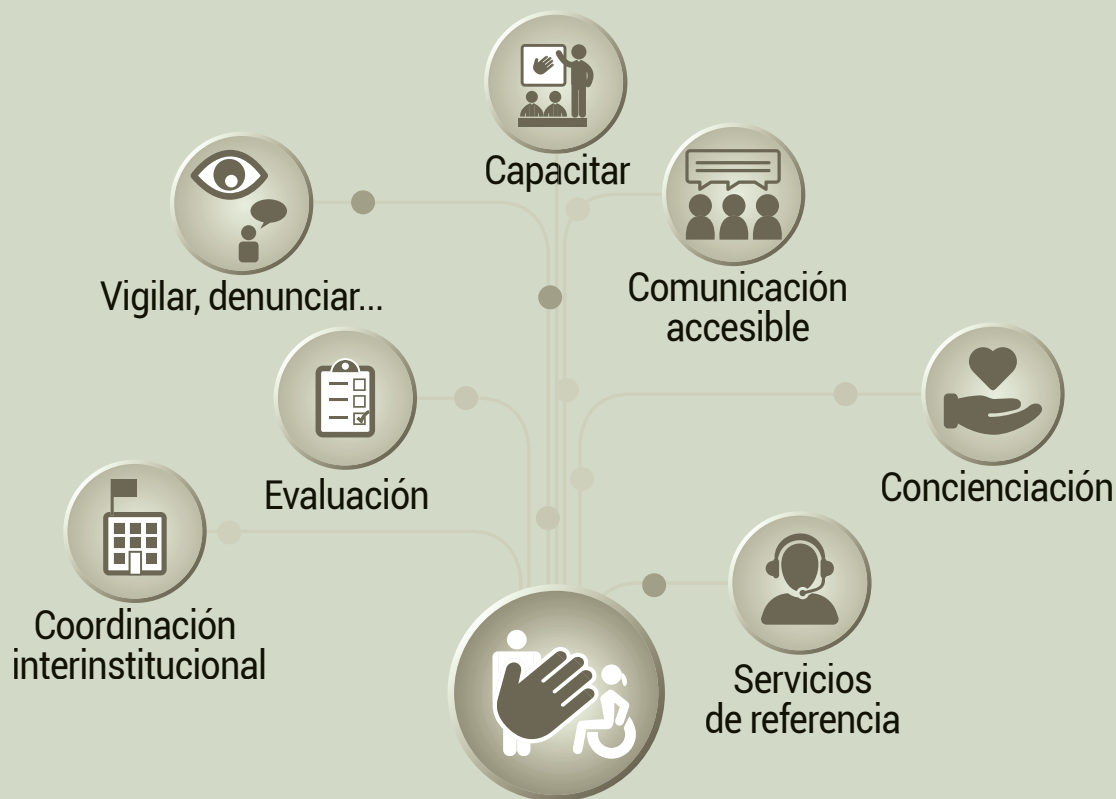 Capacitar
Vigilar, denunciar...
Comunicación
accesible
Evaluación
Concienciación
Coordinación
interinstitucional
Servicios
de referencia